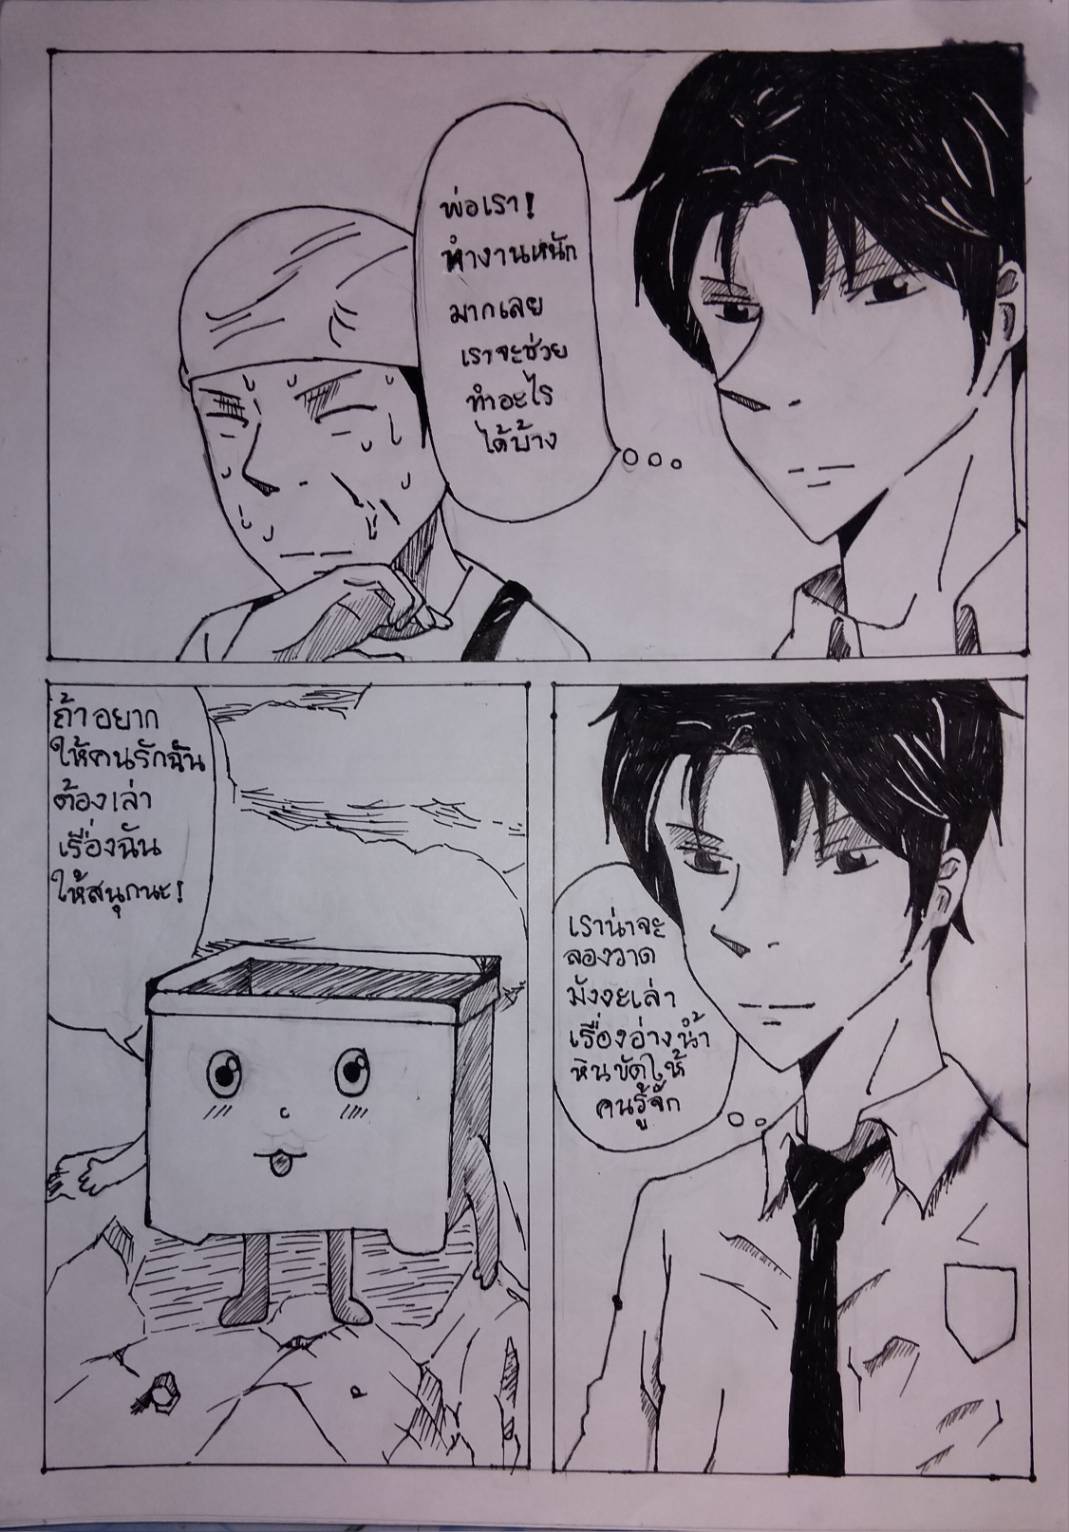 พ่อเรา!
ทำงานหนัก
มากเลย
เราจะช่วย
ทำอะไร
ได้บ้าง
ถ้าอยาก
ให้คนรักฉัน
ต้องเล่า
เรื่องฉัน
ให้สนุกนะ!
เราน่าจะ
ลองวาด
มังงะเล่า
เรื่องอ่างน้ำ
หินขัดให้
คนรู้จัก